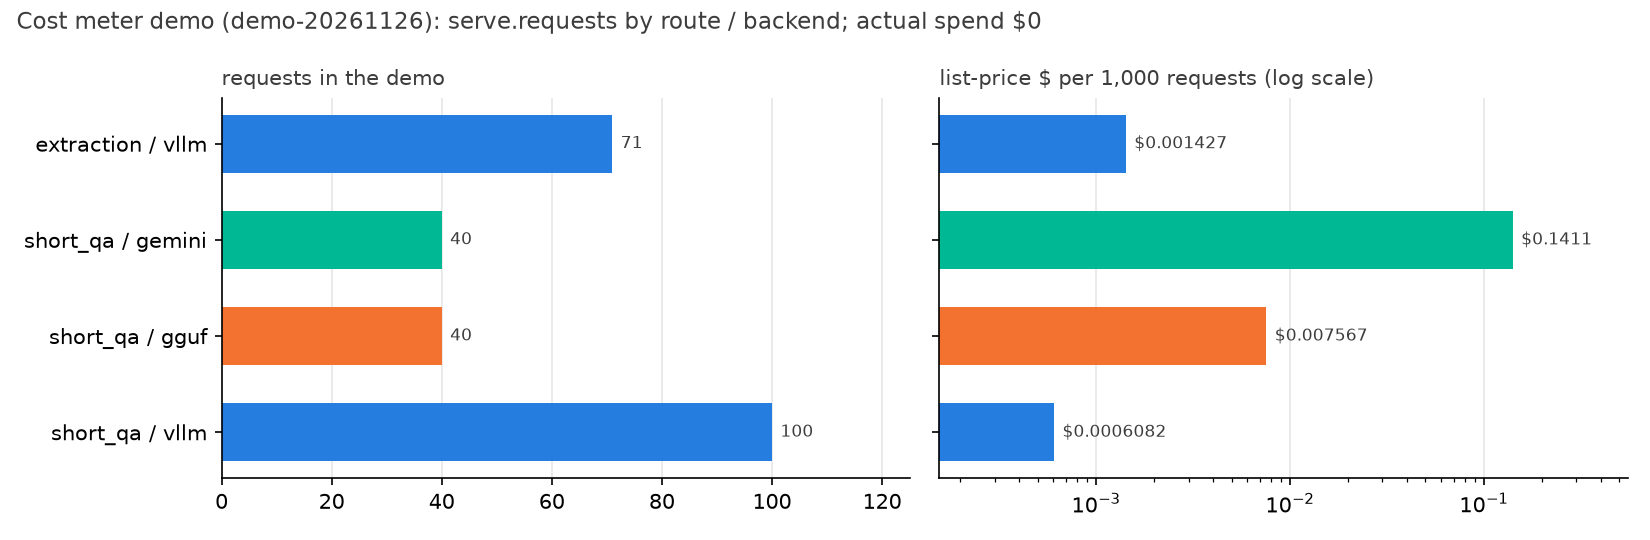 Cost meter demo (demo-20261126): serve.requests by route / backend; actual spend $0
requests in the demo
extraction / vllm
71
short_qa / gemini
40
short_qa / gguf
40
short_qa / vllm
100
0 20 40 60 80 100 120
list-price $ per 1,000 requests (log scale)
$0.001427
$0.1411
$0.007567
$0.0006082
10⁻³ 10⁻² 10⁻¹